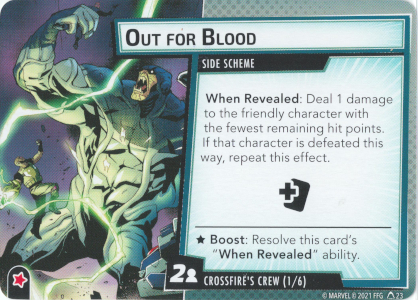 OUT FOR BLOOD
SIDE SCHEME
When Revealed: Deal 1 damage
to the friendly character with
the fewest remaining hit points.
If that character is defeated this
way, repeat this effect.
★ Boost: Resolve this card's
"When Revealed" ability.
2
CROSSFIRE'S CREW (1/6)
© MARVEL © 2021 FFG 23